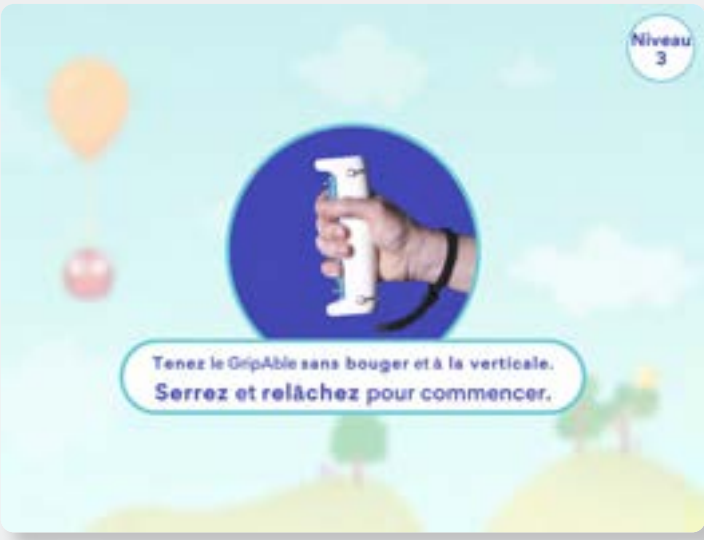 Niveau
3
Tenez le GripAble sans bouger et à la verticale.
Serrez et relâchez pour commencer.